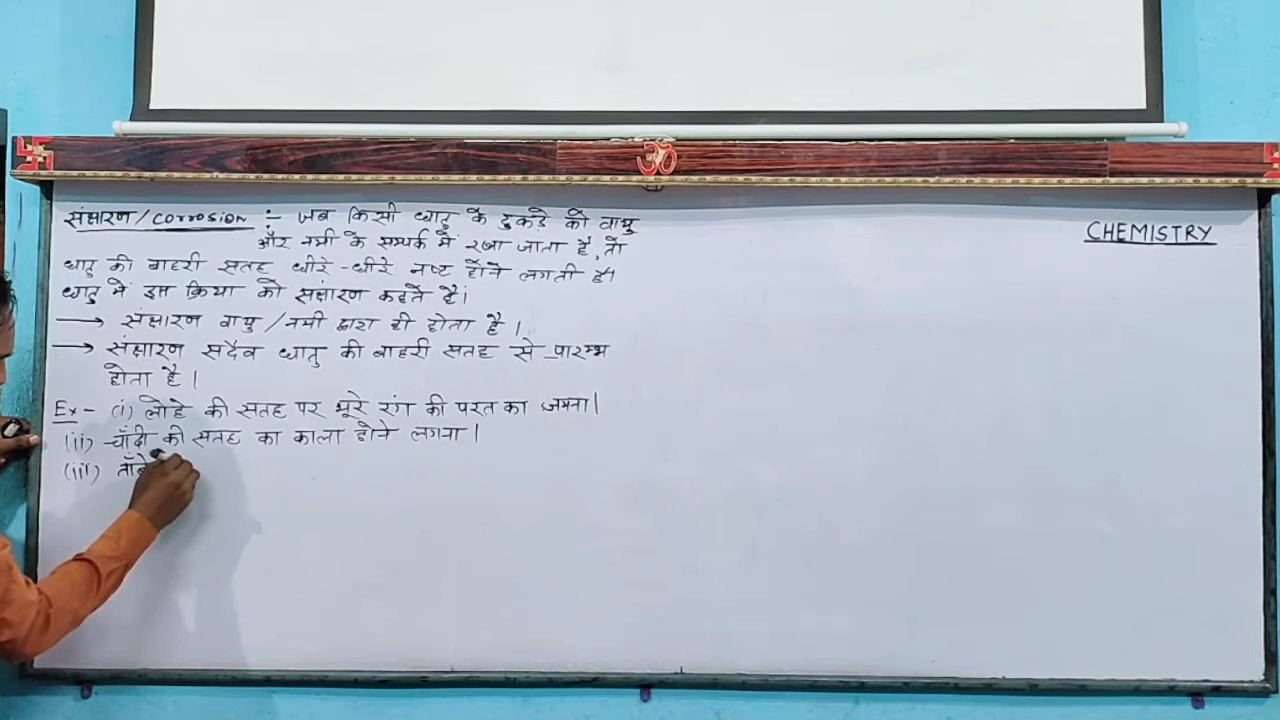 CHEMISTRY
संक्षारण/corrosion :- जब किसी धातु के टुकडे को वायु
और नमी के सम्पर्क में रखा जाता है, तो
धातु की बाहरी सतह धीरे-धीरे नष्ट होने लगती है।
धातु में इस क्रिया को संक्षारण कहते है।
→ संक्षारण वायु/नमी द्वारा ही होता है।
→ संक्षारण सदैव धातु की बाहरी सतह से प्रारम्भ
होता है।
Ex- (i) लोहे की सतह पर भूरे रंग की परत का जमना।
(ii) चाँदी की सतह का काला होने लगना।
(iii) ताँबे